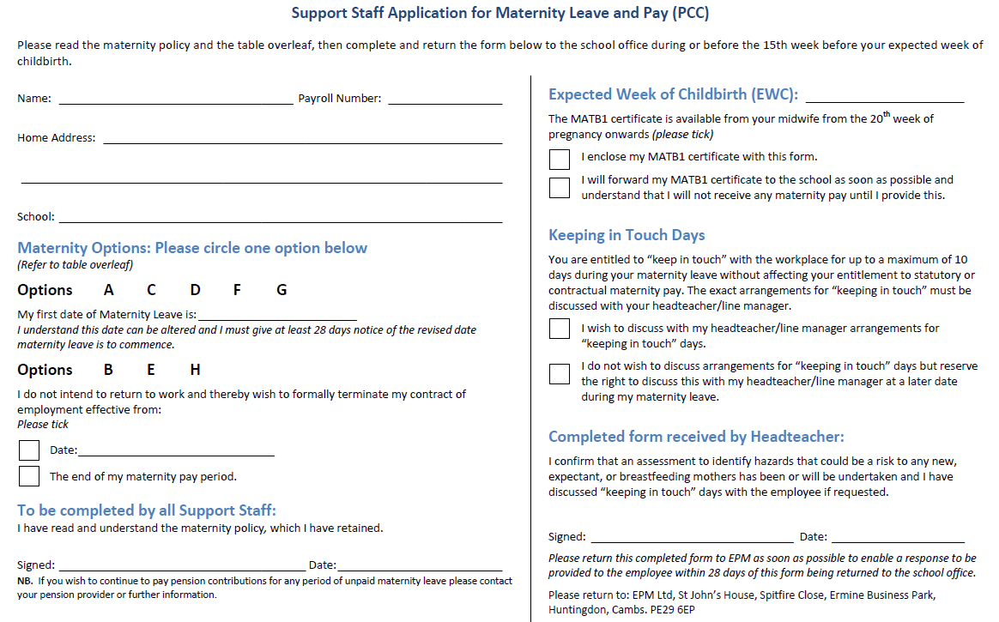 Support Staff Application for Maternity Leave and Pay (PCC)
Please read the maternity policy and the table overleaf, then complete and return the form below to the school office during or before the 15th week before your expected week of
childbirth.
Name: ____________________ Payroll Number: ____________________
Home Address: ____________________
____________________
School: ____________________
Maternity Options: Please circle one option below
(Refer to table overleaf)
Options A C D F G
My first date of Maternity Leave is: ____________________
I understand this date can be altered and I must give at least 28 days notice of the revised date
maternity leave is to commence.
Options B E H
I do not intend to return to work and thereby wish to formally terminate my contract of
employment effective from:
Please tick
Date: ____________________
The end of my maternity pay period.
To be completed by all Support Staff:
I have read and understand the maternity policy, which I have retained.
Signed: ____________________ Date: ____________________
NB. If you wish to continue to pay pension contributions for any period of unpaid maternity leave please contact
your pension provider or further information.
Expected Week of Childbirth (EWC): ____________________
The MATB1 certificate is available from your midwife from the 20th week of
pregnancy onwards (please tick)
I enclose my MATB1 certificate with this form.
I will forward my MATB1 certificate to the school as soon as possible and
understand that I will not receive any maternity pay until I provide this.
Keeping in Touch Days
You are entitled to “keep in touch” with the workplace for up to a maximum of 10
days during your maternity leave without affecting your entitlement to statutory or
contractual maternity pay. The exact arrangements for “keeping in touch” must be
discussed with your headteacher/line manager.
I wish to discuss with my headteacher/line manager arrangements for
“keeping in touch” days.
I do not wish to discuss arrangements for “keeping in touch” days but reserve
the right to discuss this with my headteacher/line manager at a later date
during my maternity leave.
Completed form received by Headteacher:
I confirm that an assessment to identify hazards that could be a risk to any new,
expectant, or breastfeeding mothers has been or will be undertaken and I have
discussed “keeping in touch” days with the employee if requested.
Signed: ____________________ Date: ____________________
Please return this completed form to EPM as soon as possible to enable a response to be
provided to the employee within 28 days of this form being returned to the school office.
Please return to: EPM Ltd, St John’s House, Spitfire Close, Ermine Business Park,
Huntingdon, Cambs. PE29 6EP